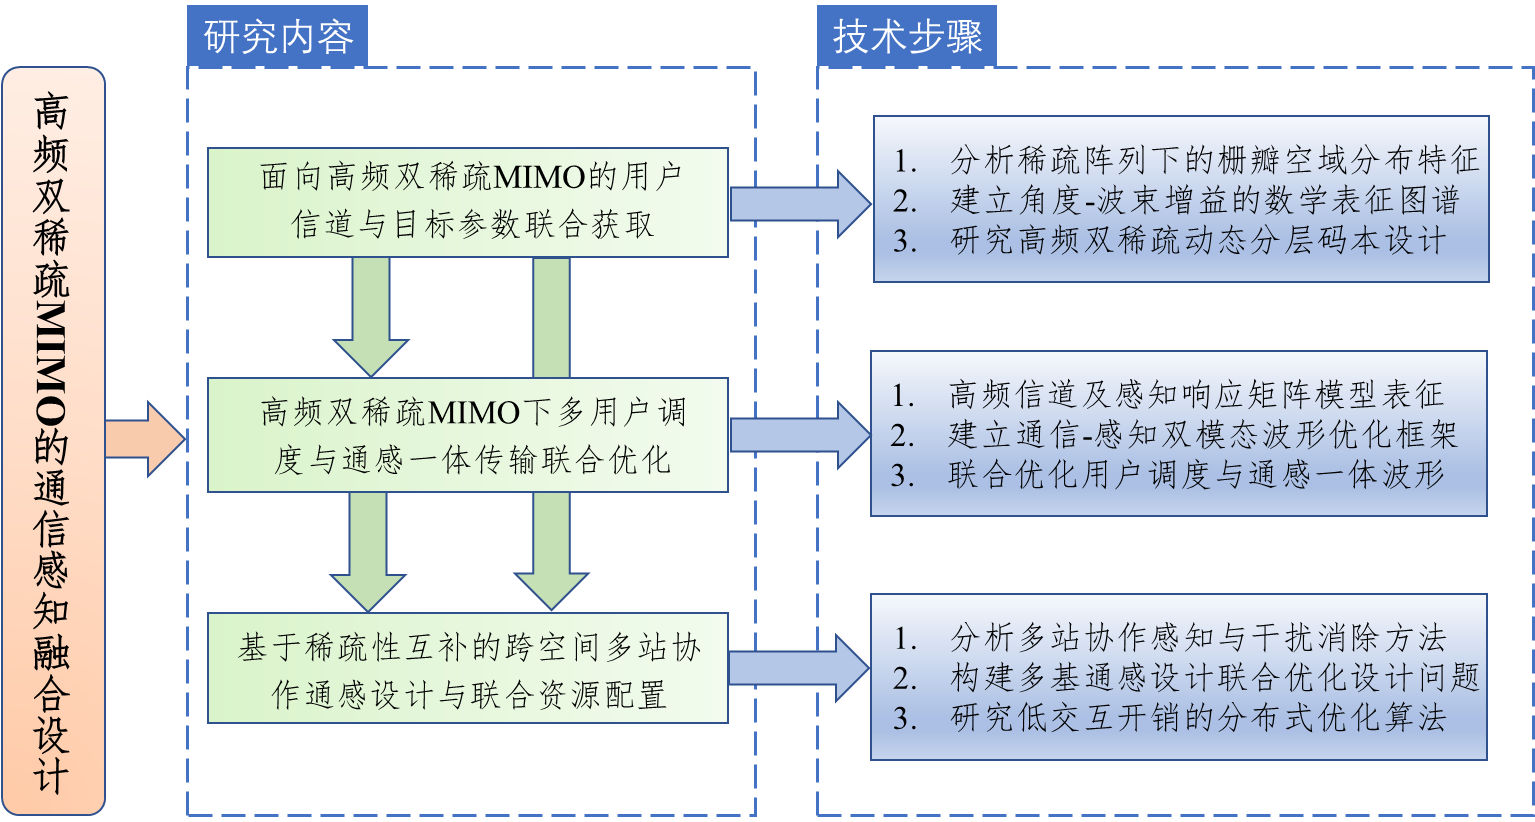 高频双稀疏MIMO的通信感知融合设计
研究内容
面向高频双稀疏MIMO的用户
信道与目标参数联合获取
高频双稀疏MIMO下多用户调
度与通感一体传输联合优化
基于稀疏性互补的跨空间多站协
作通感设计与联合资源配置
技术步骤
1. 分析稀疏阵列下的栅瓣空域分布特征
2. 建立角度-波束增益的数学表征图谱
3. 研究高频双稀疏动态分层码本设计
1. 高频信道及感知响应矩阵模型表征
2. 建立通信-感知双模态波形优化框架
3. 联合优化用户调度与通感一体波形
1. 分析多站协作感知与干扰消除方法
2. 构建多基通感设计联合优化设计问题
3. 研究低交互开销的分布式优化算法